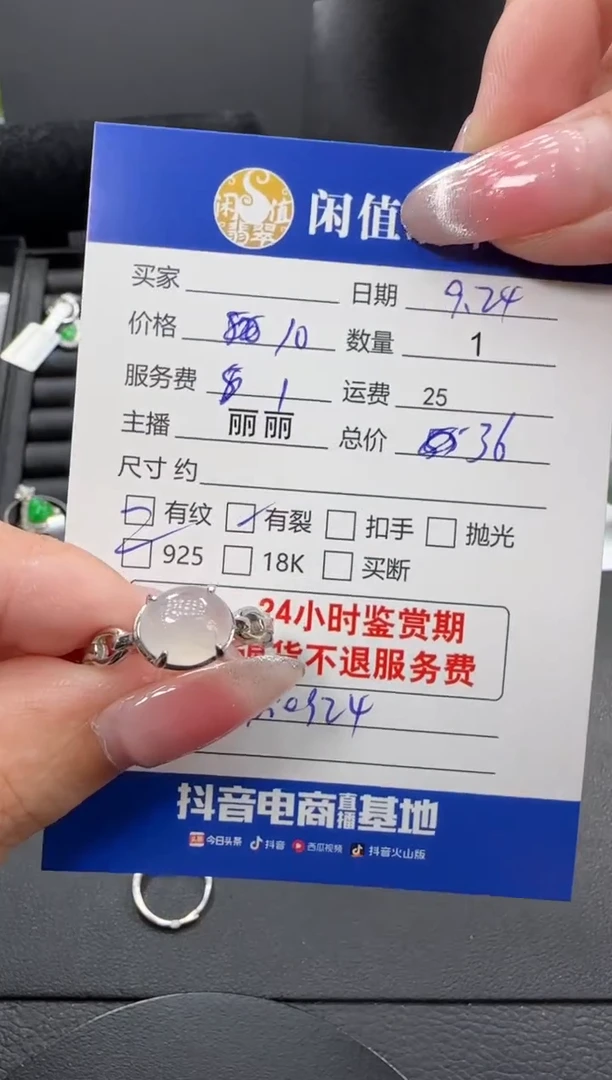 闲值翡翠 闲值
买家 日期 9.24
价格 10 数量 1
服务费 1 运费 25
主播 丽丽 总价 36
尺寸 约
有纹 有裂 扣手 抛光
925 18K 买断
24小时鉴赏期
退货不退服务费
0924
抖音电商直播基地
头条 今日头条 抖音 西瓜视频 抖音火山版